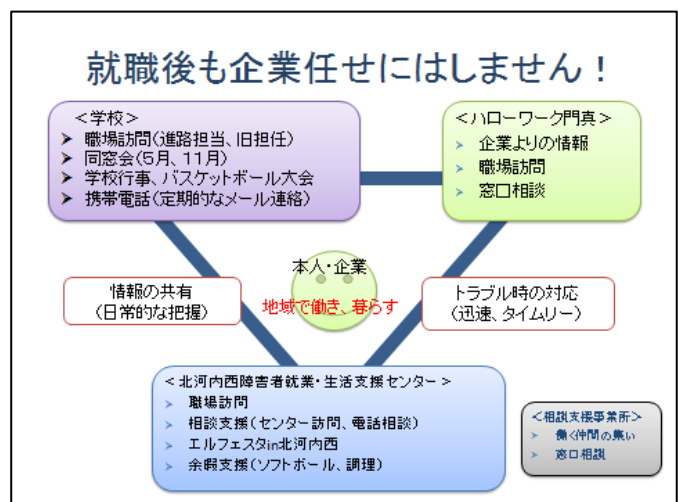 就職後も企業任せにはしません！
＜学校＞
➢ 職場訪問(進路担当、旧担任)
➢ 同窓会(5月、11月)
➢ 学校行事、バスケットボール大会
➢ 携帯電話(定期的なメール連絡)
＜ハローワーク門真＞
➢ 企業よりの情報
➢ 職場訪問
➢ 窓口相談
本人・企業
地域で働き、暮らす
情報の共有
(日常的な把握)
トラブル時の対応
(迅速、タイムリー)
＜北河内西障害者就業・生活支援センター＞
➢ 職場訪問
➢ 相談支援(センター訪問、電話相談)
➢ エルフェスタin北河内西
➢ 余暇支援(ソフトボール、調理)
＜相談支援事業所＞
➢ 働く仲間の集い
➢ 窓口相談